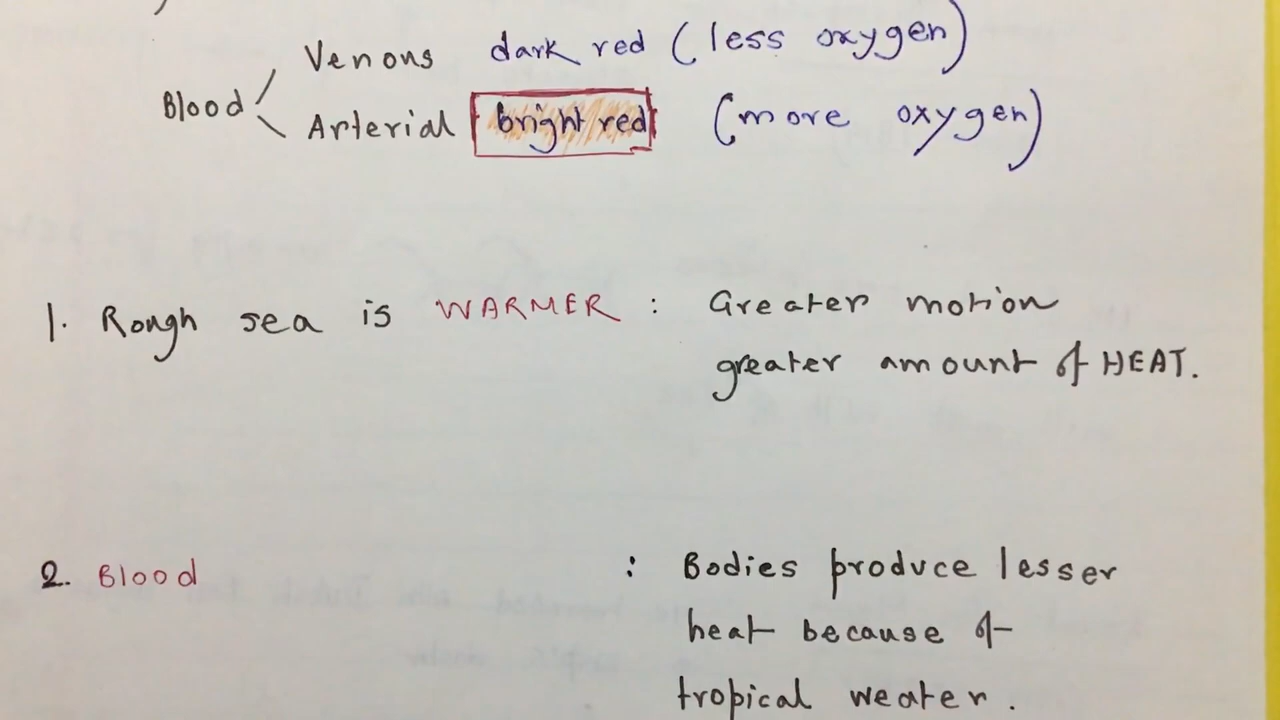 Venous dark red (less oxygen)
Blood
Arterial bright red (more oxygen)
1. Rough sea is WARMER : Greater motion
greater amount of HEAT.
2. Blood : Bodies produce lesser
heat because of
tropical weater.